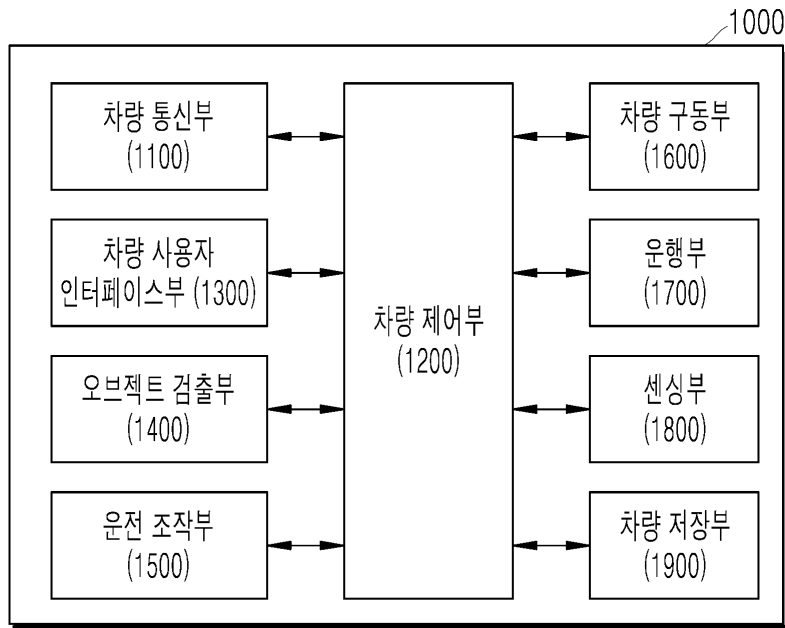 1000
차량 통신부
(1100)
차량 사용자
인터페이스부 (1300)
오브젝트 검출부
(1400)
운전 조작부
(1500)
차량 제어부
(1200)
차량 구동부
(1600)
운행부
(1700)
센싱부
(1800)
차량 저장부
(1900)